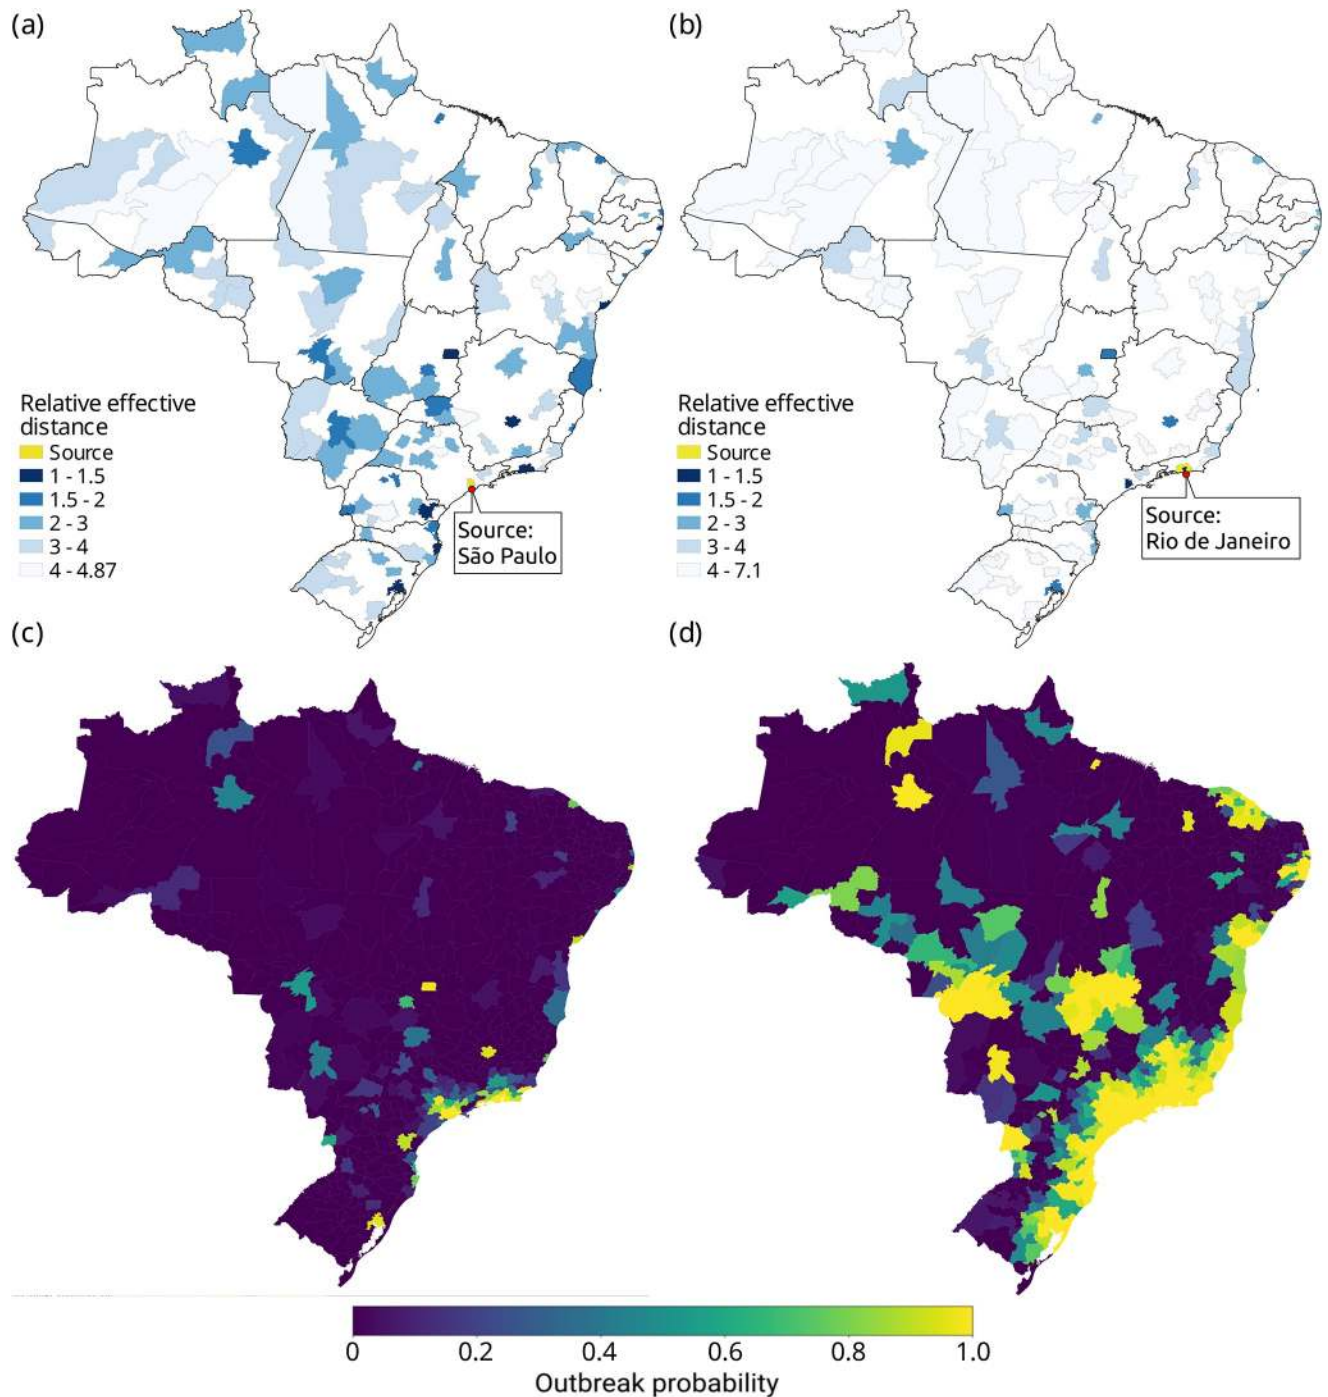 (a)
(b)
Relative effective
distance
Source
1 - 1.5
1.5 - 2
2 - 3
3 - 4
4 - 4.87
Source:
São Paulo
Relative effective
distance
Source
1 - 1.5
1.5 - 2
2 - 3
3 - 4
4 - 7.1
Source:
Rio de Janeiro
(c)
(d)
0
0.2
0.4
0.6
0.8
1.0
Outbreak probability